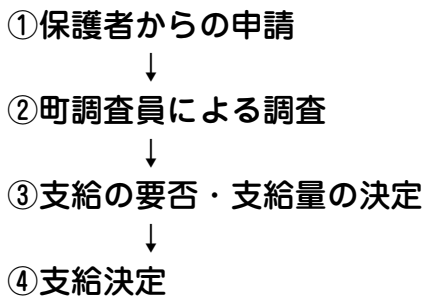 ①保護者からの申請
↓
②町調査員による調査
↓
③支給の要否・支給量の決定
↓
④支給決定